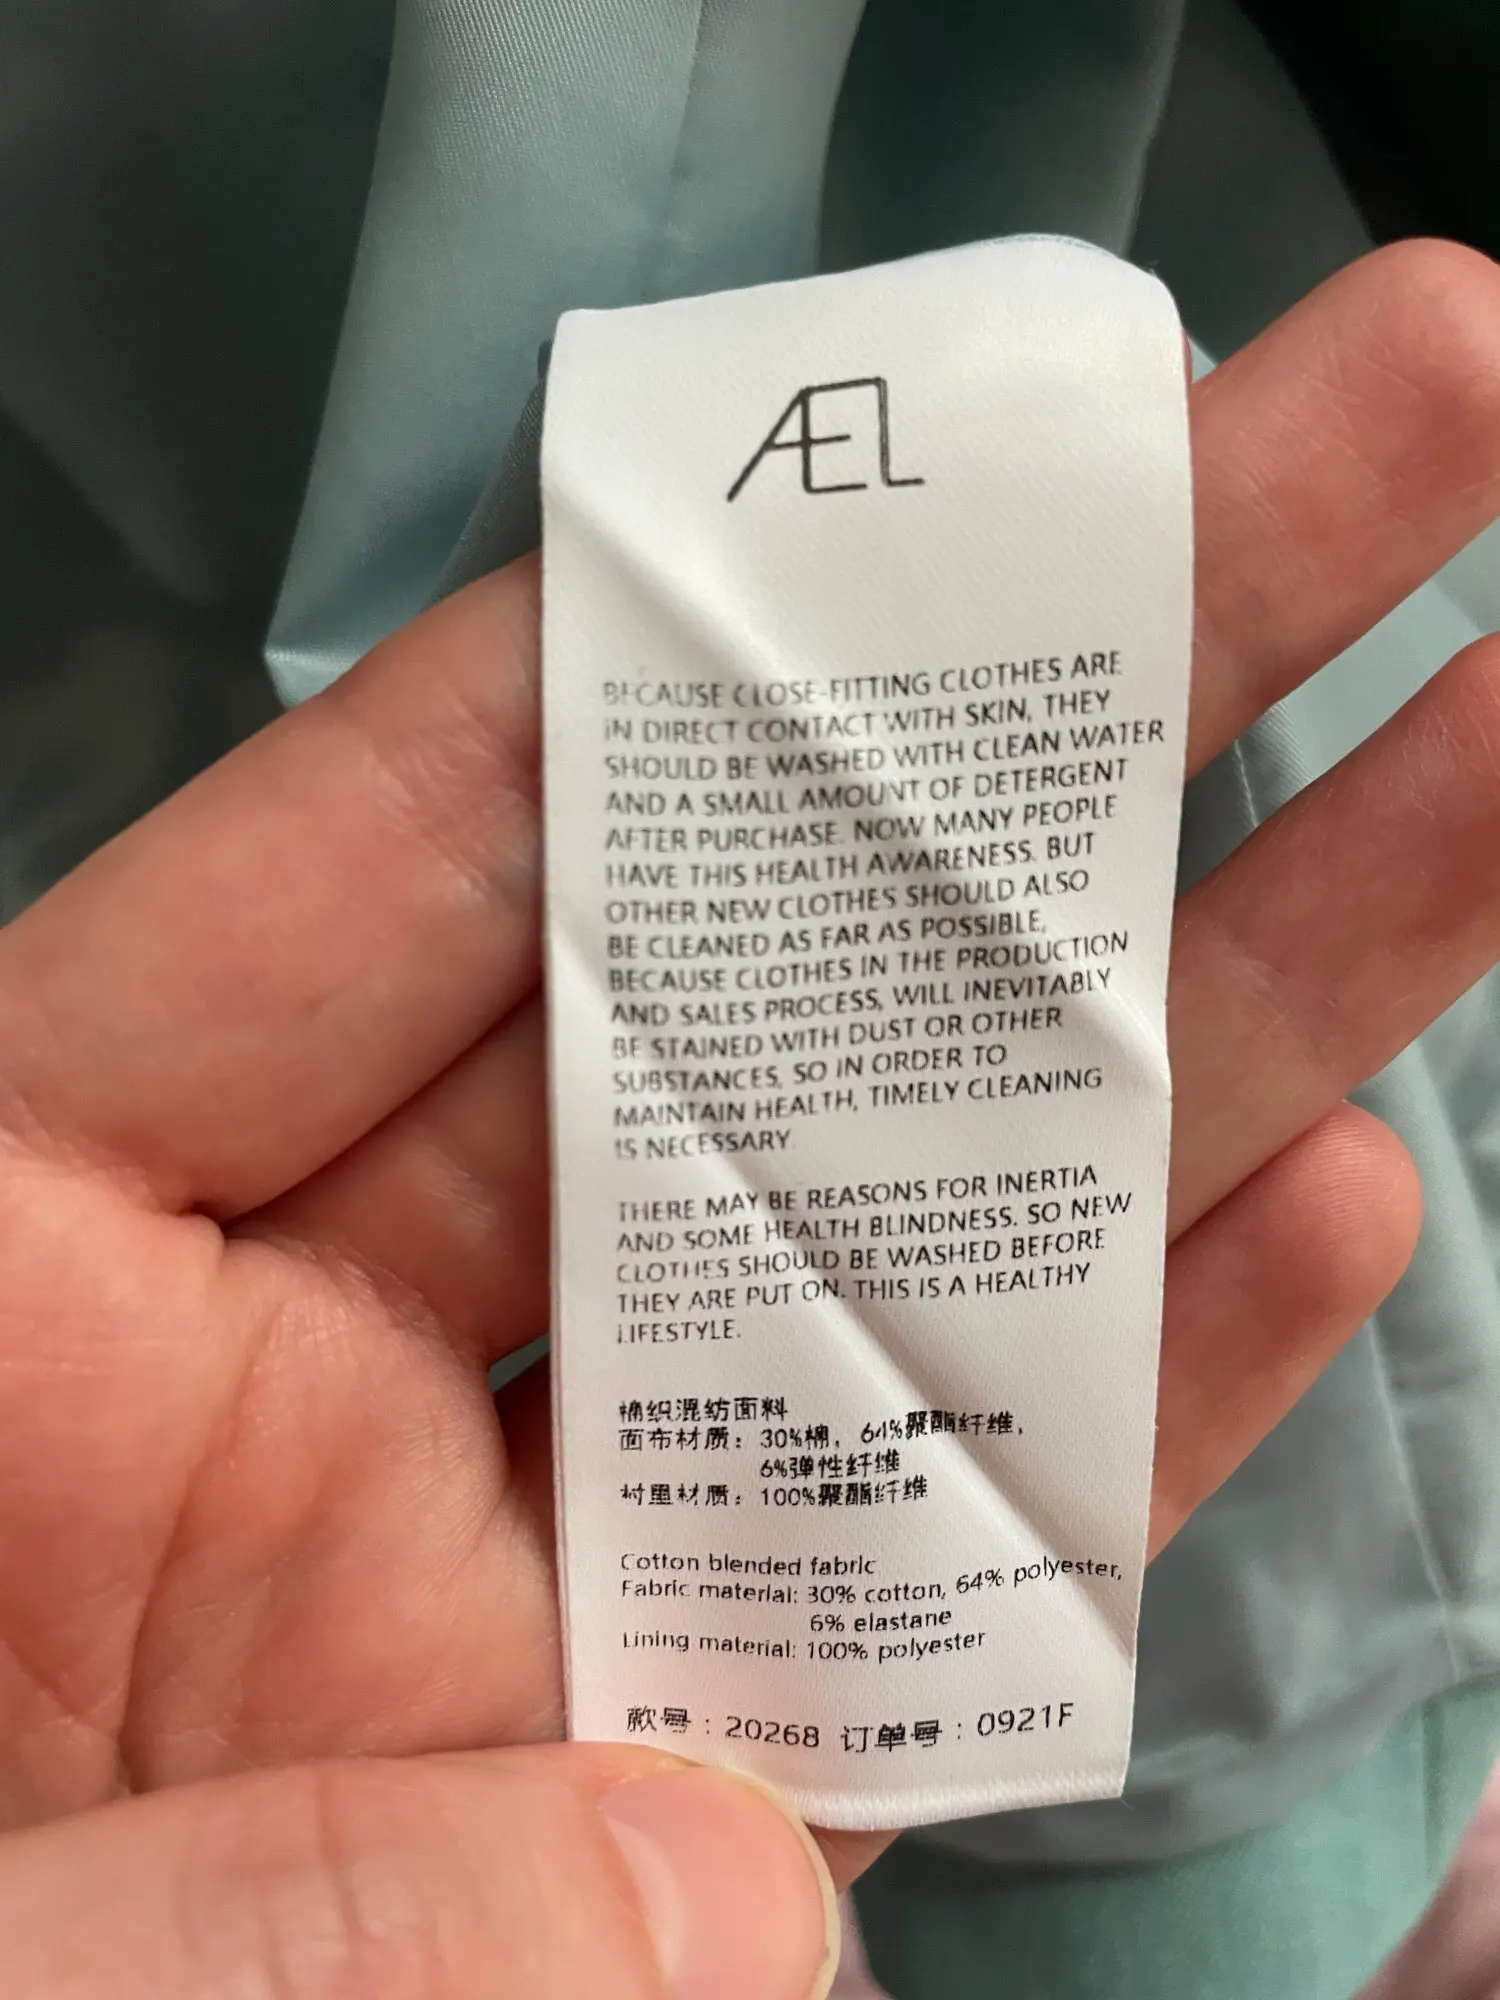 AEL
BECAUSE CLOSE-FITTING CLOTHES ARE
IN DIRECT CONTACT WITH SKIN, THEY
SHOULD BE WASHED WITH CLEAN WATER
AND A SMALL AMOUNT OF DETERGENT
AFTER PURCHASE. NOW MANY PEOPLE
HAVE THIS HEALTH AWARENESS. BUT
OTHER NEW CLOTHES SHOULD ALSO
BE CLEANED AS FAR AS POSSIBLE,
BECAUSE CLOTHES IN THE PRODUCTION
AND SALES PROCESS, WILL INEVITABLY
BE STAINED WITH DUST OR OTHER
SUBSTANCES, SO IN ORDER TO
MAINTAIN HEALTH, TIMELY CLEANING
IS NECESSARY.
THERE MAY BE REASONS FOR INERTIA
AND SOME HEALTH BLINDNESS. SO NEW
CLOTHES SHOULD BE WASHED BEFORE
THEY ARE PUT ON. THIS IS A HEALTHY
LIFESTYLE.
棉织混纺面料
面布材质：30%棉，64%聚酯纤维，
6%弹性纤维
衬里材质：100%聚酯纤维
Cotton blended fabric
Fabric material: 30% cotton, 64% polyester,
6% elastane
Lining material: 100% polyester
款号：20268 订单号：0921F